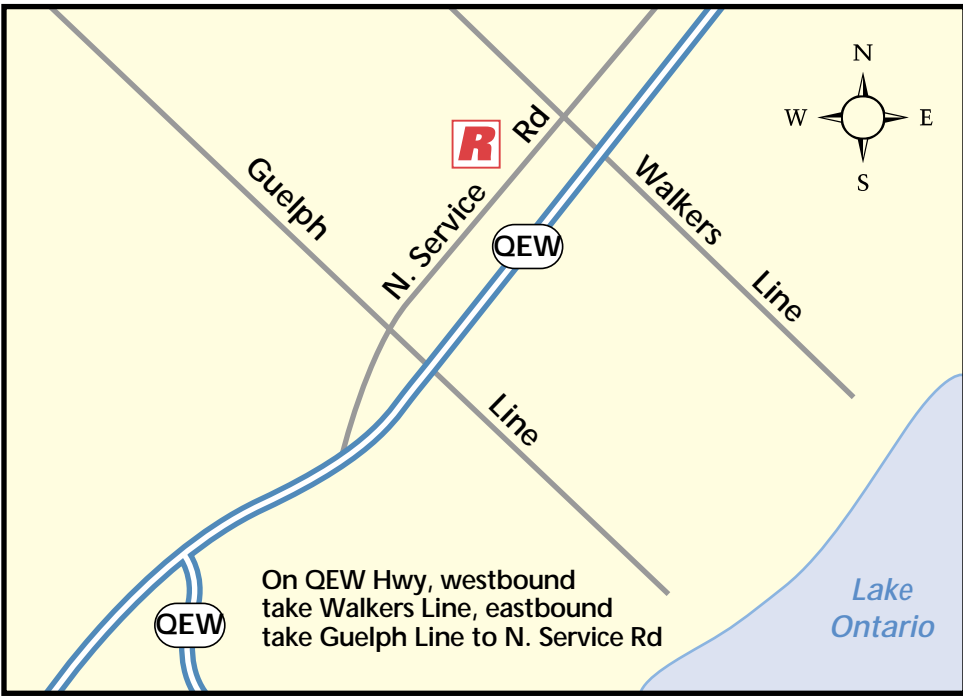 N
W
E
S
R
Guelph
Line
N. Service
Rd
Walkers
Line
QEW
QEW
On QEW Hwy, westbound
take Walkers Line, eastbound
take Guelph Line to N. Service Rd
Lake
Ontario